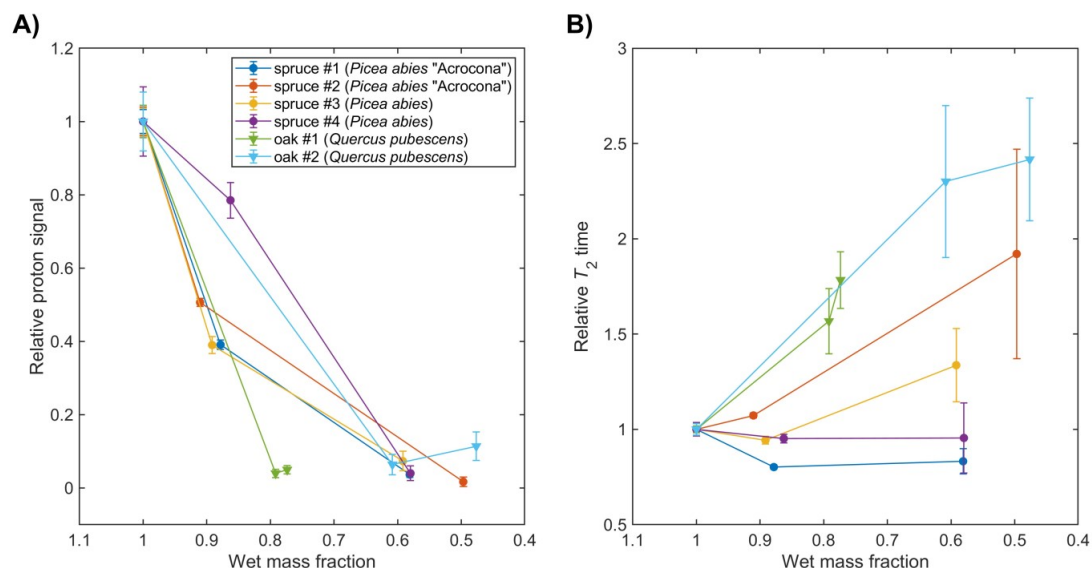 A)
1.2
1
0.8
0.6
0.4
0.2
0
Relative proton signal
1.1
1
0.9
0.8
0.7
0.6
0.5
0.4
Wet mass fraction
spruce #1 (Picea abies "Acrocona")
spruce #2 (Picea abies "Acrocona")
spruce #3 (Picea abies)
spruce #4 (Picea abies)
oak #1 (Quercus pubescens)
oak #2 (Quercus pubescens)
B)
3
2.5
2
1.5
1
0.5
Relative T2 time
1.1
1
0.9
0.8
0.7
0.6
0.5
0.4
Wet mass fraction